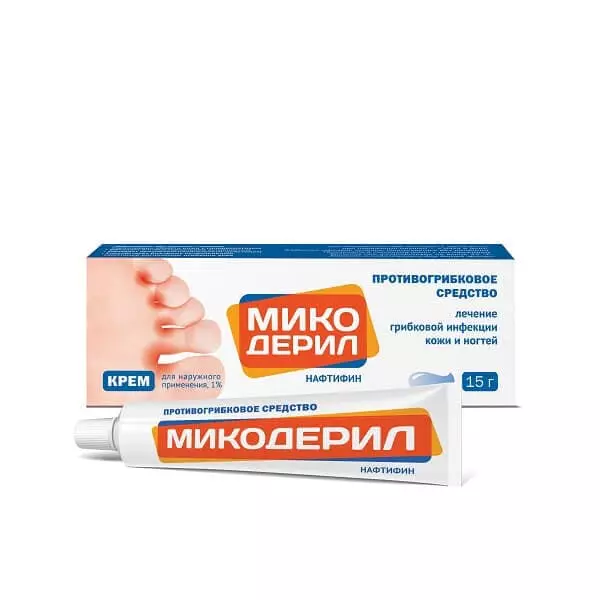 ПРОТИВОГРИБКОВОЕ
СРЕДСТВО
лечение
грибковой инфекции
кожи и ногтей
МИКО
ДЕРИЛ
НАФТИФИН
КРЕМ
для наружного
применения, 1%
15 г
ПРОТИВОГРИБКОВОЕ СРЕДСТВО
МИКОДЕРИЛ
НАФТИФИН